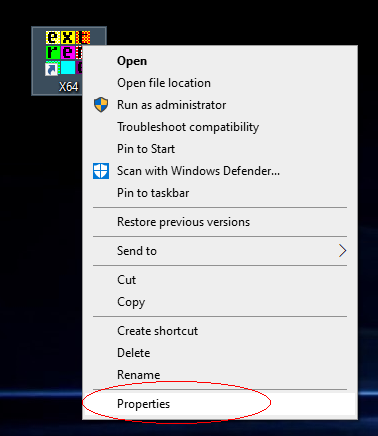 X64
Open
Open file location
Run as administrator
Troubleshoot compatibility
Pin to Start
Scan with Windows Defender...
Pin to taskbar
Restore previous versions
Send to
Cut
Copy
Create shortcut
Delete
Rename
Properties